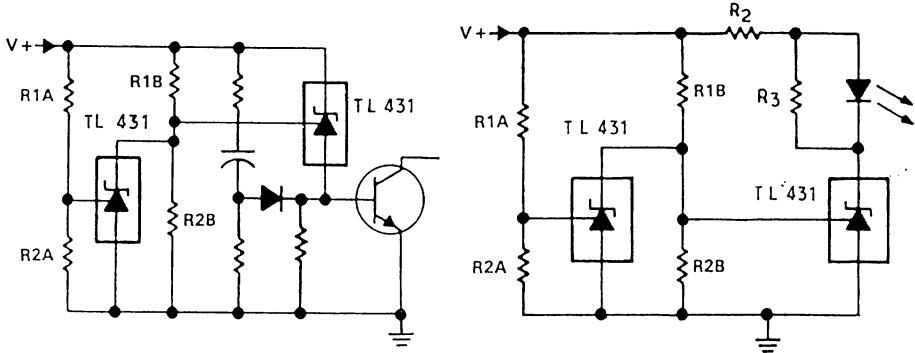 V+
R1A
R1B
TL 431
TL 431
R2A
R2B
V+
R2
R1A
R1B
R3
TL 431
TL 431
R2A
R2B